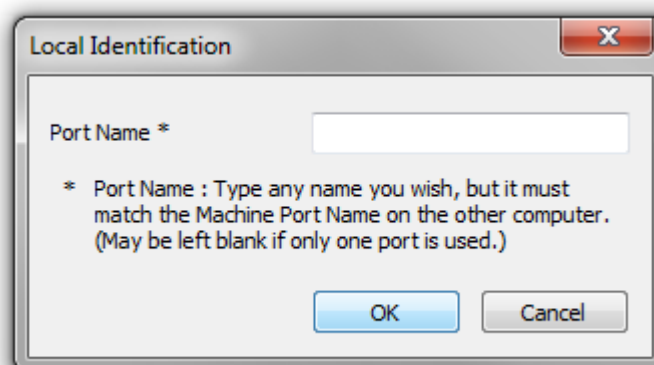 Local Identification
Port Name *
* Port Name : Type any name you wish, but it must
match the Machine Port Name on the other computer.
(May be left blank if only one port is used.)
OK
Cancel